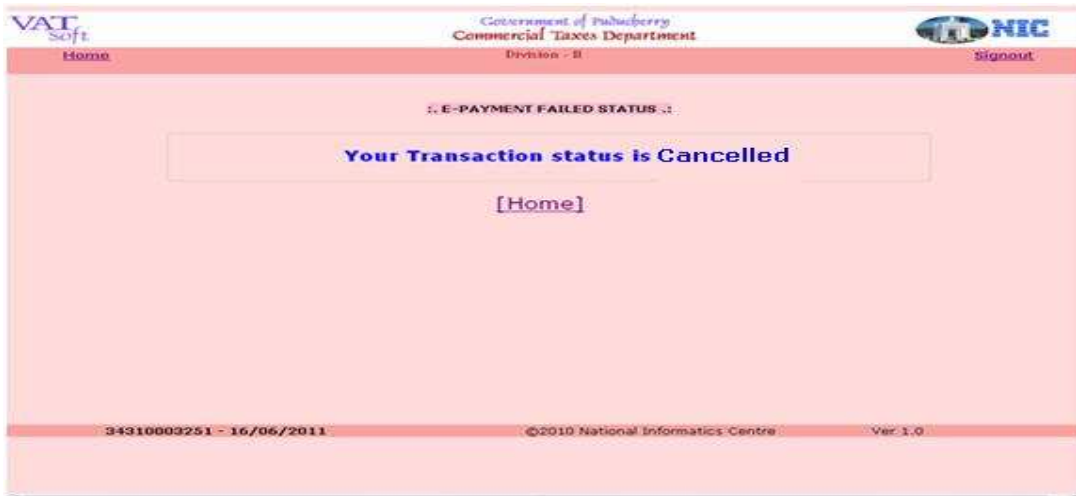 VAT Soft
Government of Puducherry
Commercial Taxes Department
NIC
Home
Division - II
Signout
:. E-PAYMENT FAILED STATUS .:
Your Transaction status is Cancelled
[Home]
34310003251 - 16/06/2011
©2010 National Informatics Centre
Ver 1.0